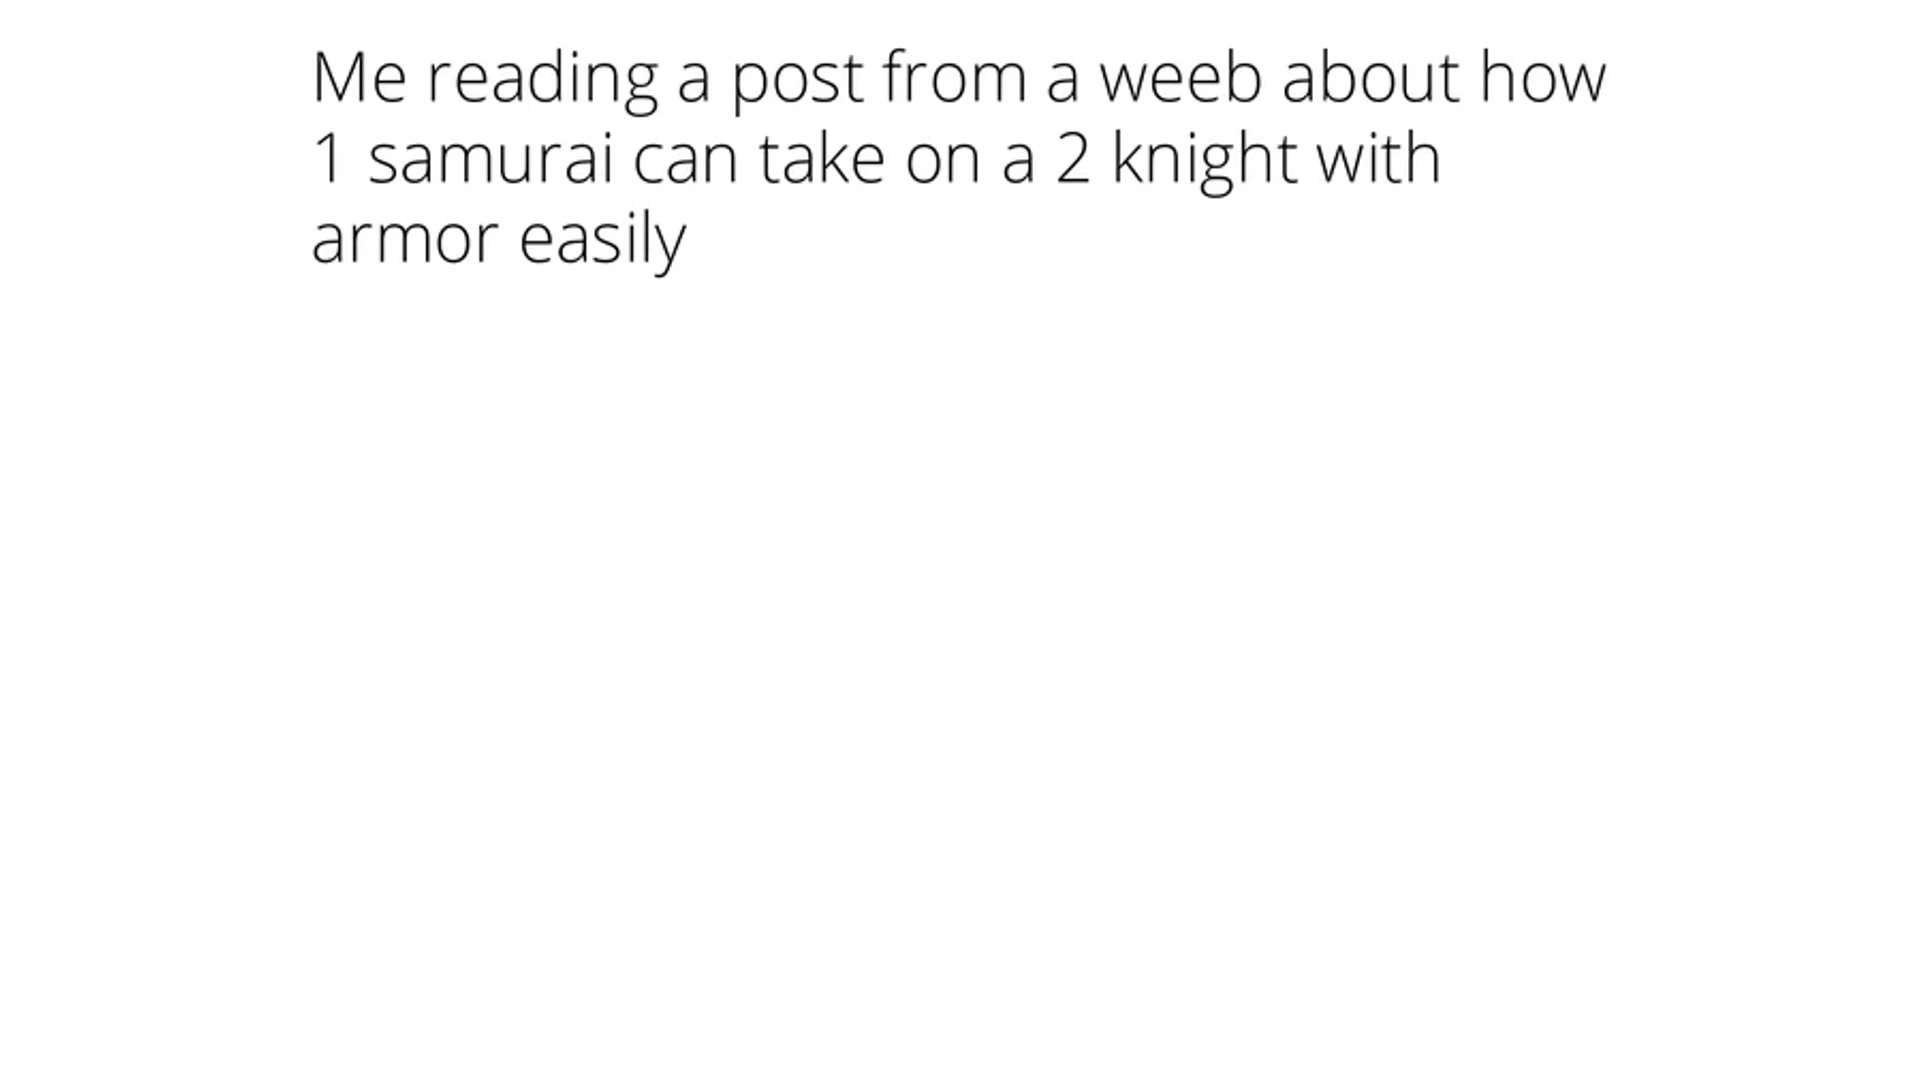 Me reading a post from a weeb about how
1 samurai can take on a 2 knight with
armor easily